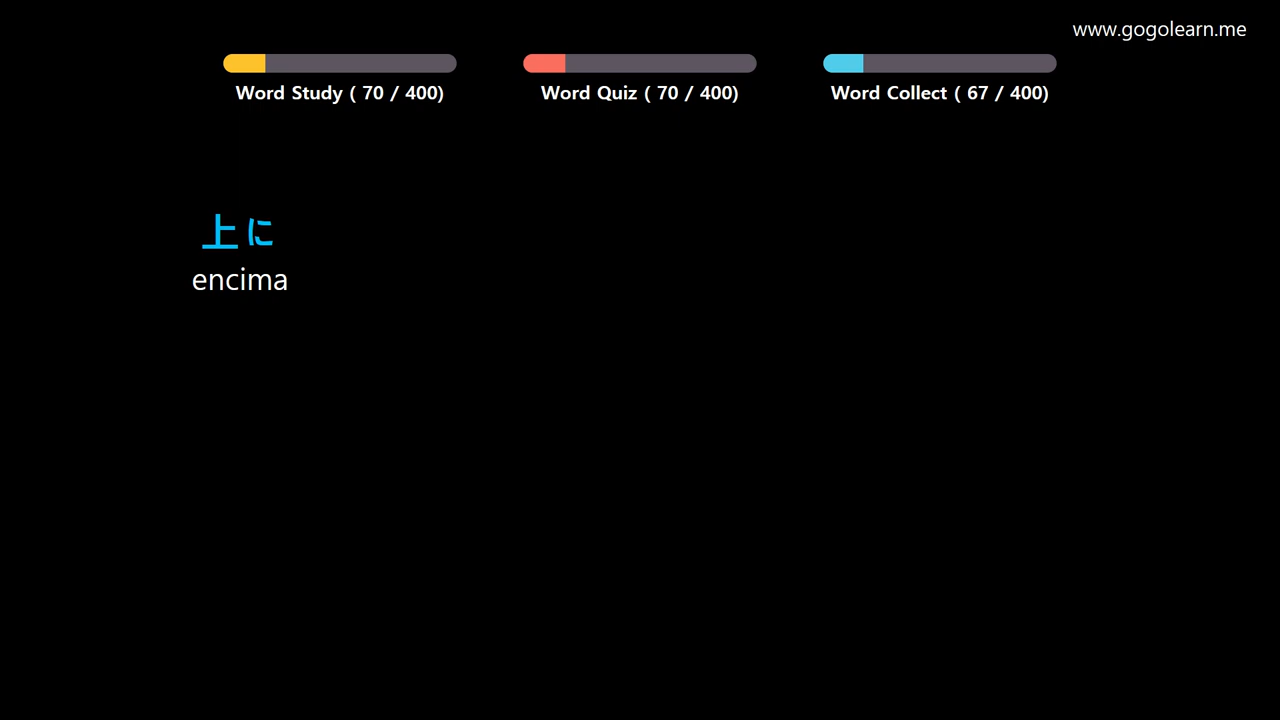 www.gogolearn.me
Word Study ( 70 / 400)
Word Quiz ( 70 / 400)
Word Collect ( 67 / 400)
上に
encima